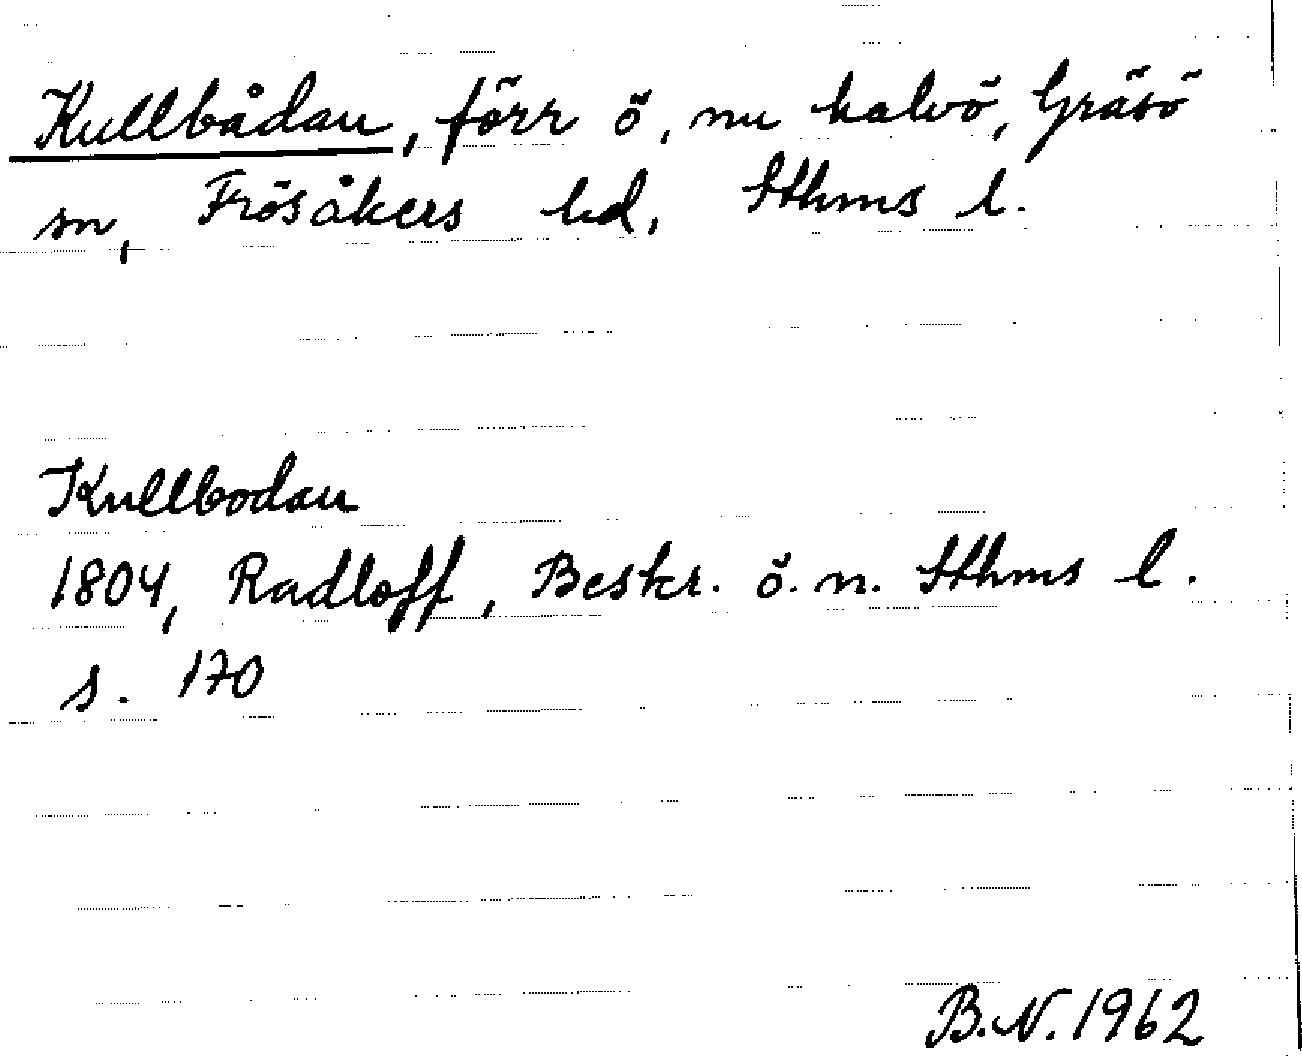 Kullbådan, förr ö, nu halvö, Gräsö
sn, Frösåkers hd, Sthms l.
Kullbodan
1804, Radloff, Beskr. ö. n. Sthms l.
s. 170
B.N. 1962